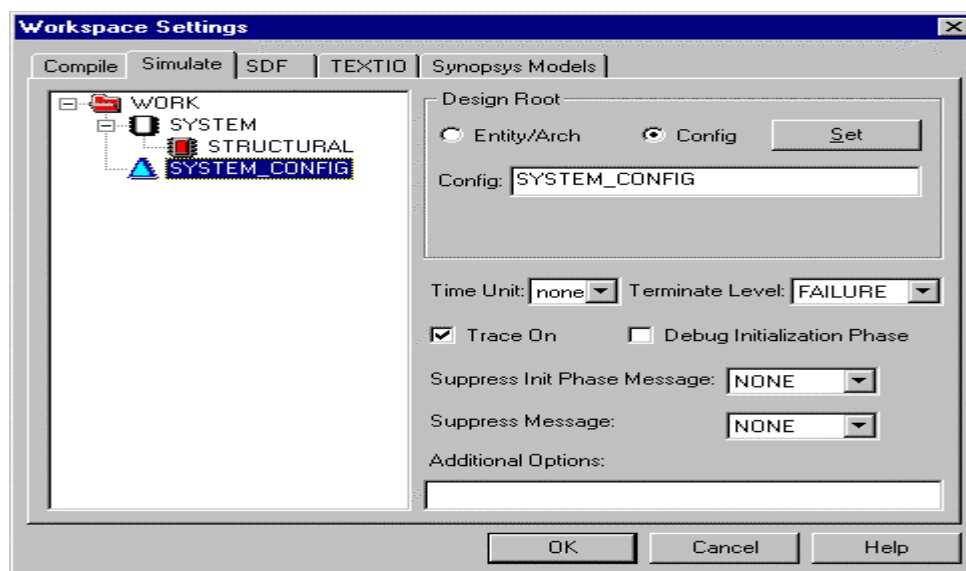 Workspace Settings
Compile Simulate SDF TEXTIO Synopsys Models
WORK
SYSTEM
STRUCTURAL
SYSTEM_CONFIG
Design Root
Entity/Arch Config Set
Config: SYSTEM_CONFIG
Time Unit: none Terminate Level: FAILURE
Trace On Debug Initialization Phase
Suppress Init Phase Message: NONE
Suppress Message: NONE
Additional Options:
OK Cancel Help